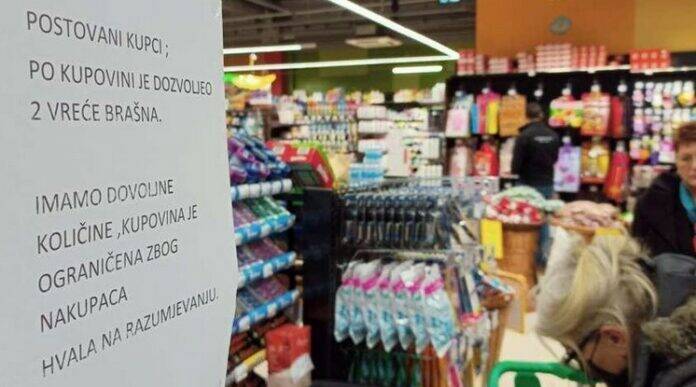 POSTOVANI KUPCI ;
PO KUPOVINI JE DOZVOLJEO
2 VREĆE BRAŠNA.
IMAMO DOVOLJNE
KOLIČINE ,KUPOVINA JE
OGRANIČENA ZBOG
NAKUPACA
HVALA NA RAZUMJEVANJU.